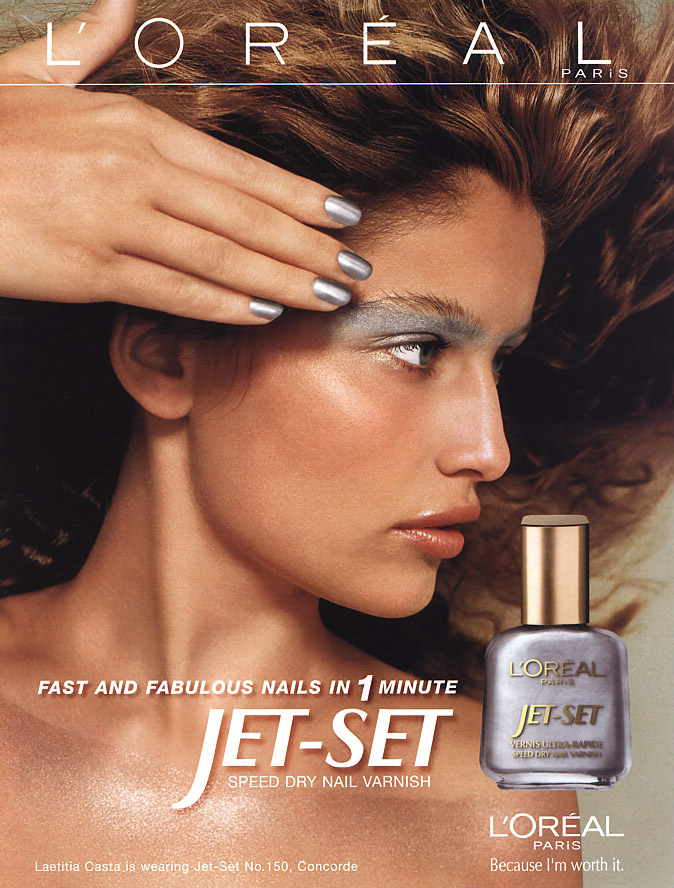 L'ORÉAL
PARIS
FAST AND FABULOUS NAILS IN 1 MINUTE
JET-SET
SPEED DRY NAIL VARNISH
L'ORÉAL
PARIS
JET-SET
VERNIS ULTRA-RAPIDE
SPEED DRY NAIL VARNISH
L'ORÉAL
PARIS
Because I'm worth it.
Laetitia Casta is wearing Jet-Set No.150, Concorde